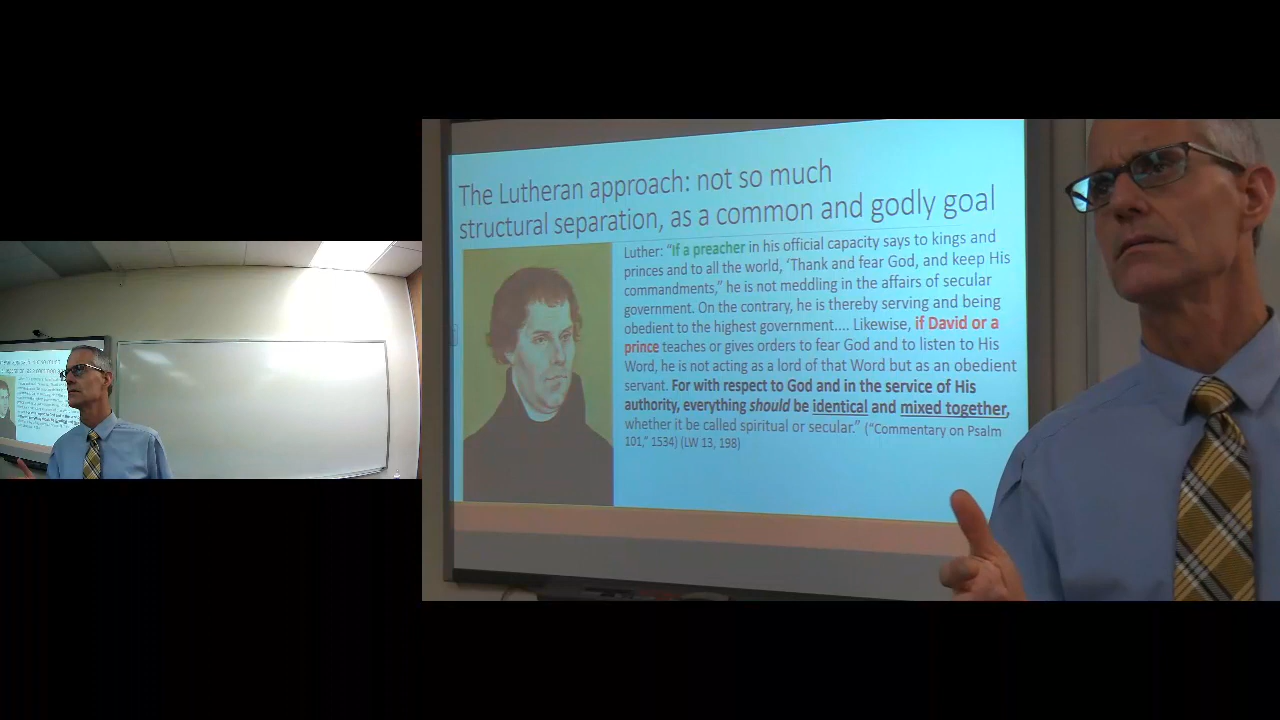 The Lutheran approach: not so much
structural separation, as a common and godly goal
Luther: “If a preacher in his official capacity says to kings and
princes and to all the world, ‘Thank and fear God, and keep His
commandments,” he is not meddling in the affairs of secular
government. On the contrary, he is thereby serving and being
obedient to the highest government.... Likewise, if David or a
prince teaches or gives orders to fear God and to listen to His
Word, he is not acting as a lord of that Word but as an obedient
servant. For with respect to God and in the service of His
authority, everything should be identical and mixed together,
whether it be called spiritual or secular.” (“Commentary on Psalm
101,” 1534) (LW 13, 198)